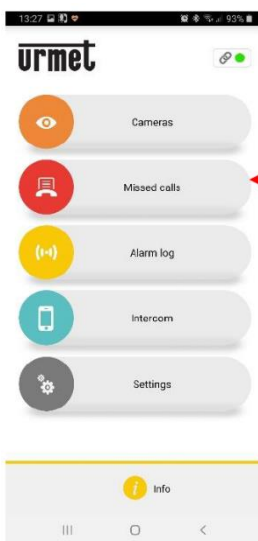 13:27 93%
urmet
Cameras
Missed calls
Alarm log
Intercom
Settings
i Info